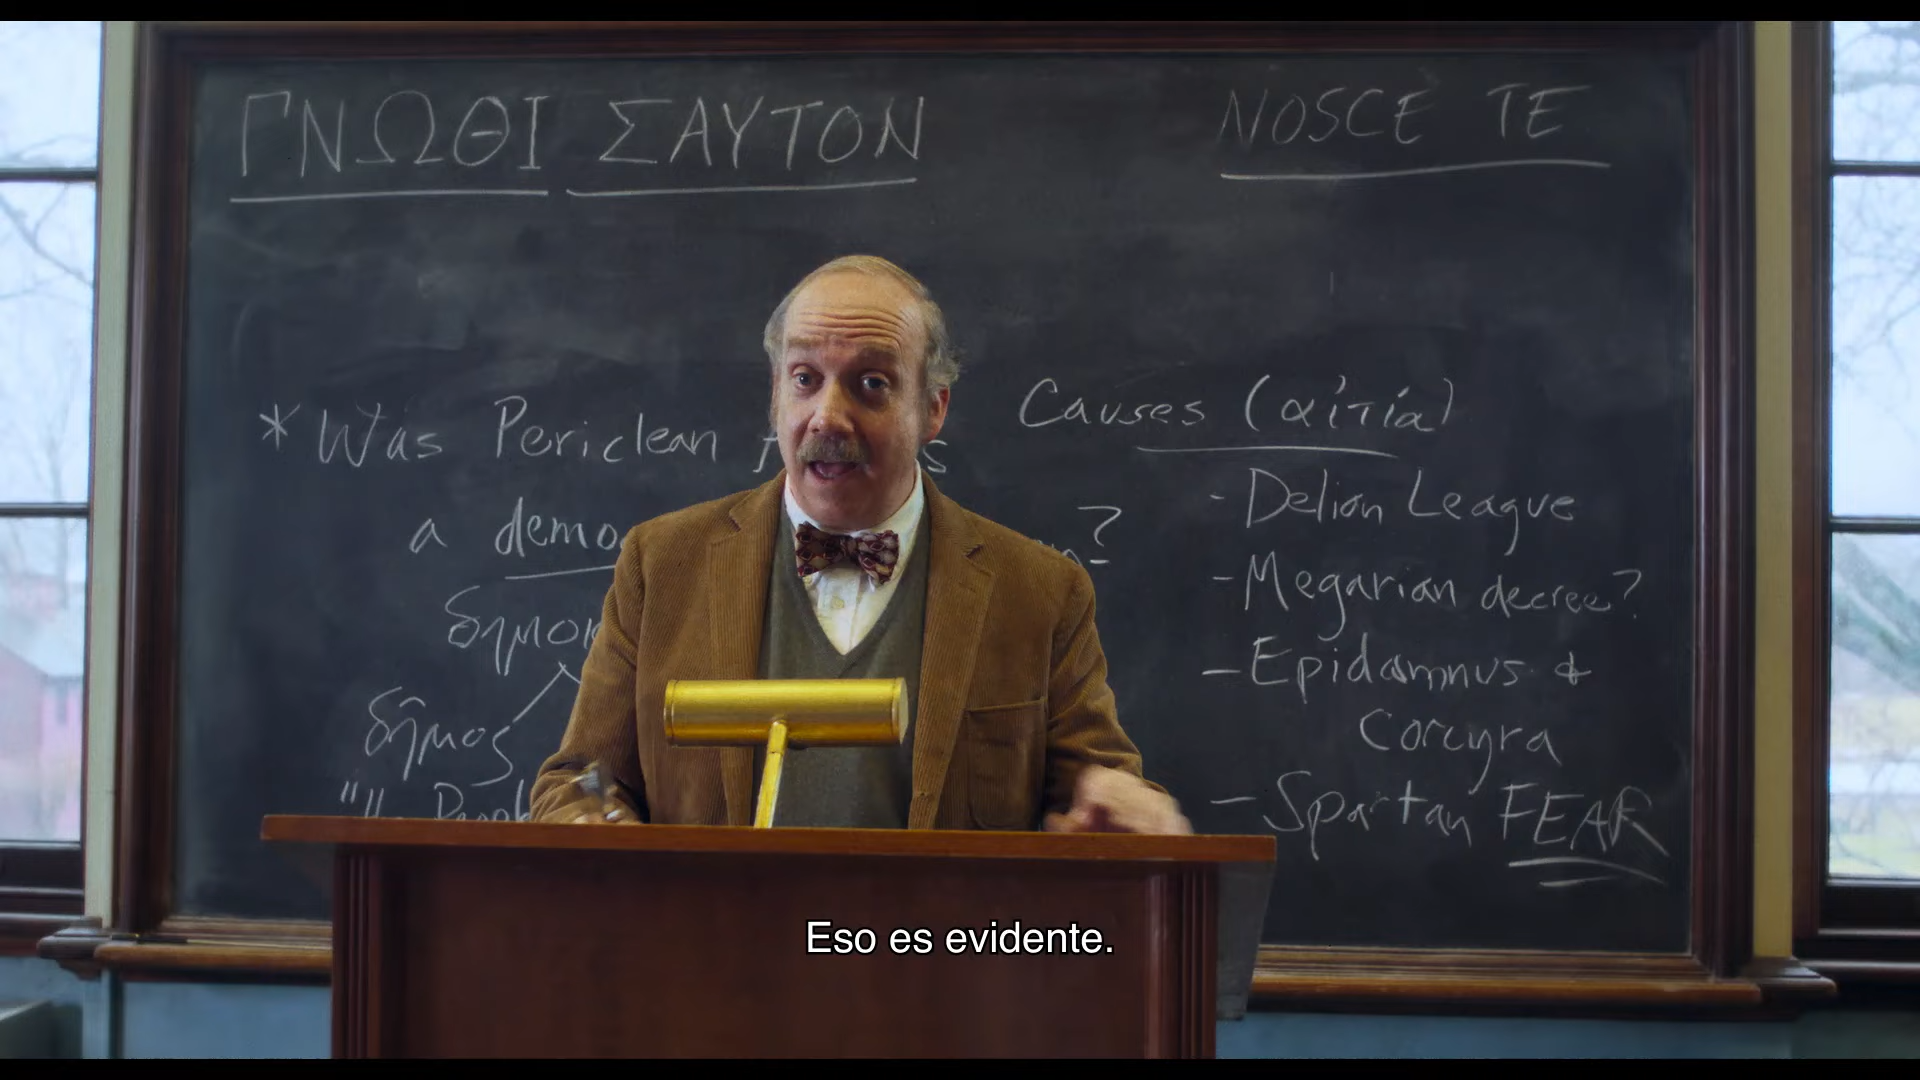 ΓΝΩΘΙ ΣΑΥΤΟΝ
NOSCE TE
* Was Periclean
a
?
δῆμος
Causes (αἰτία)
- Delian League
- Megarian decree?
- Epidamnus &
Corcyra
- Spartan FEAR
Eso es evidente.